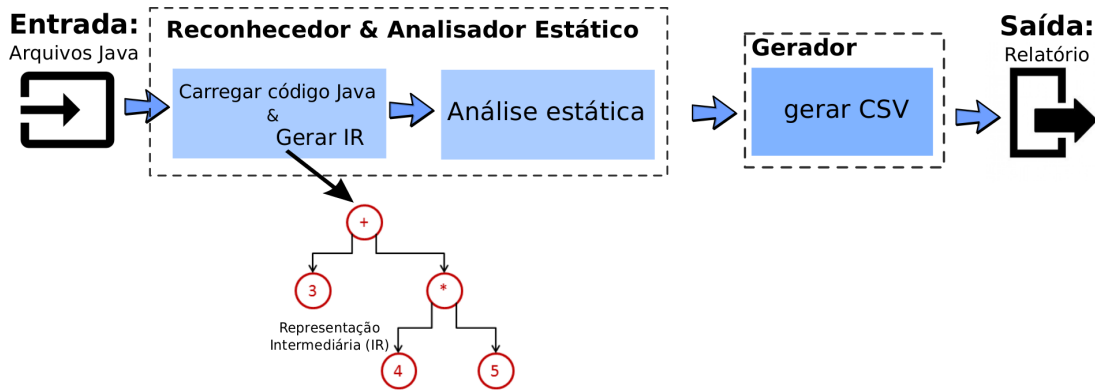 Entrada:
Arquivos Java
Reconhecedor & Analisador Estático
Carregar código Java
&
Gerar IR
Análise estática
Gerador
gerar CSV
Saída:
Relatório
+
3
*
Representação
Intermediária (IR)
4
5